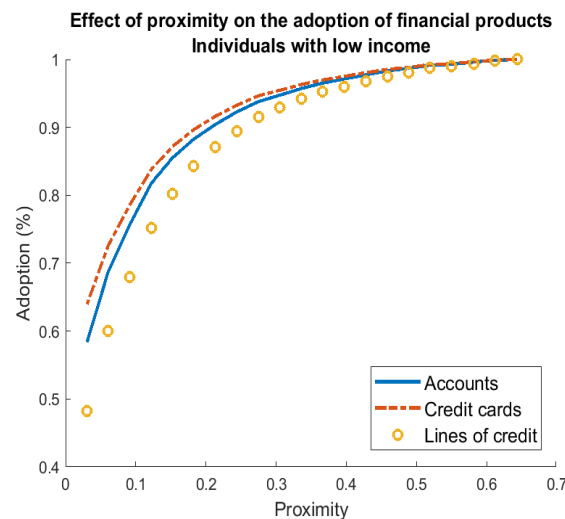 Effect of proximity on the adoption of financial products
Individuals with low income
1
0.9
0.8
0.7
0.6
0.5
0.4
Adoption (%)
0
0.1
0.2
0.3
0.4
0.5
0.6
0.7
Proximity
Accounts
Credit cards
Lines of credit